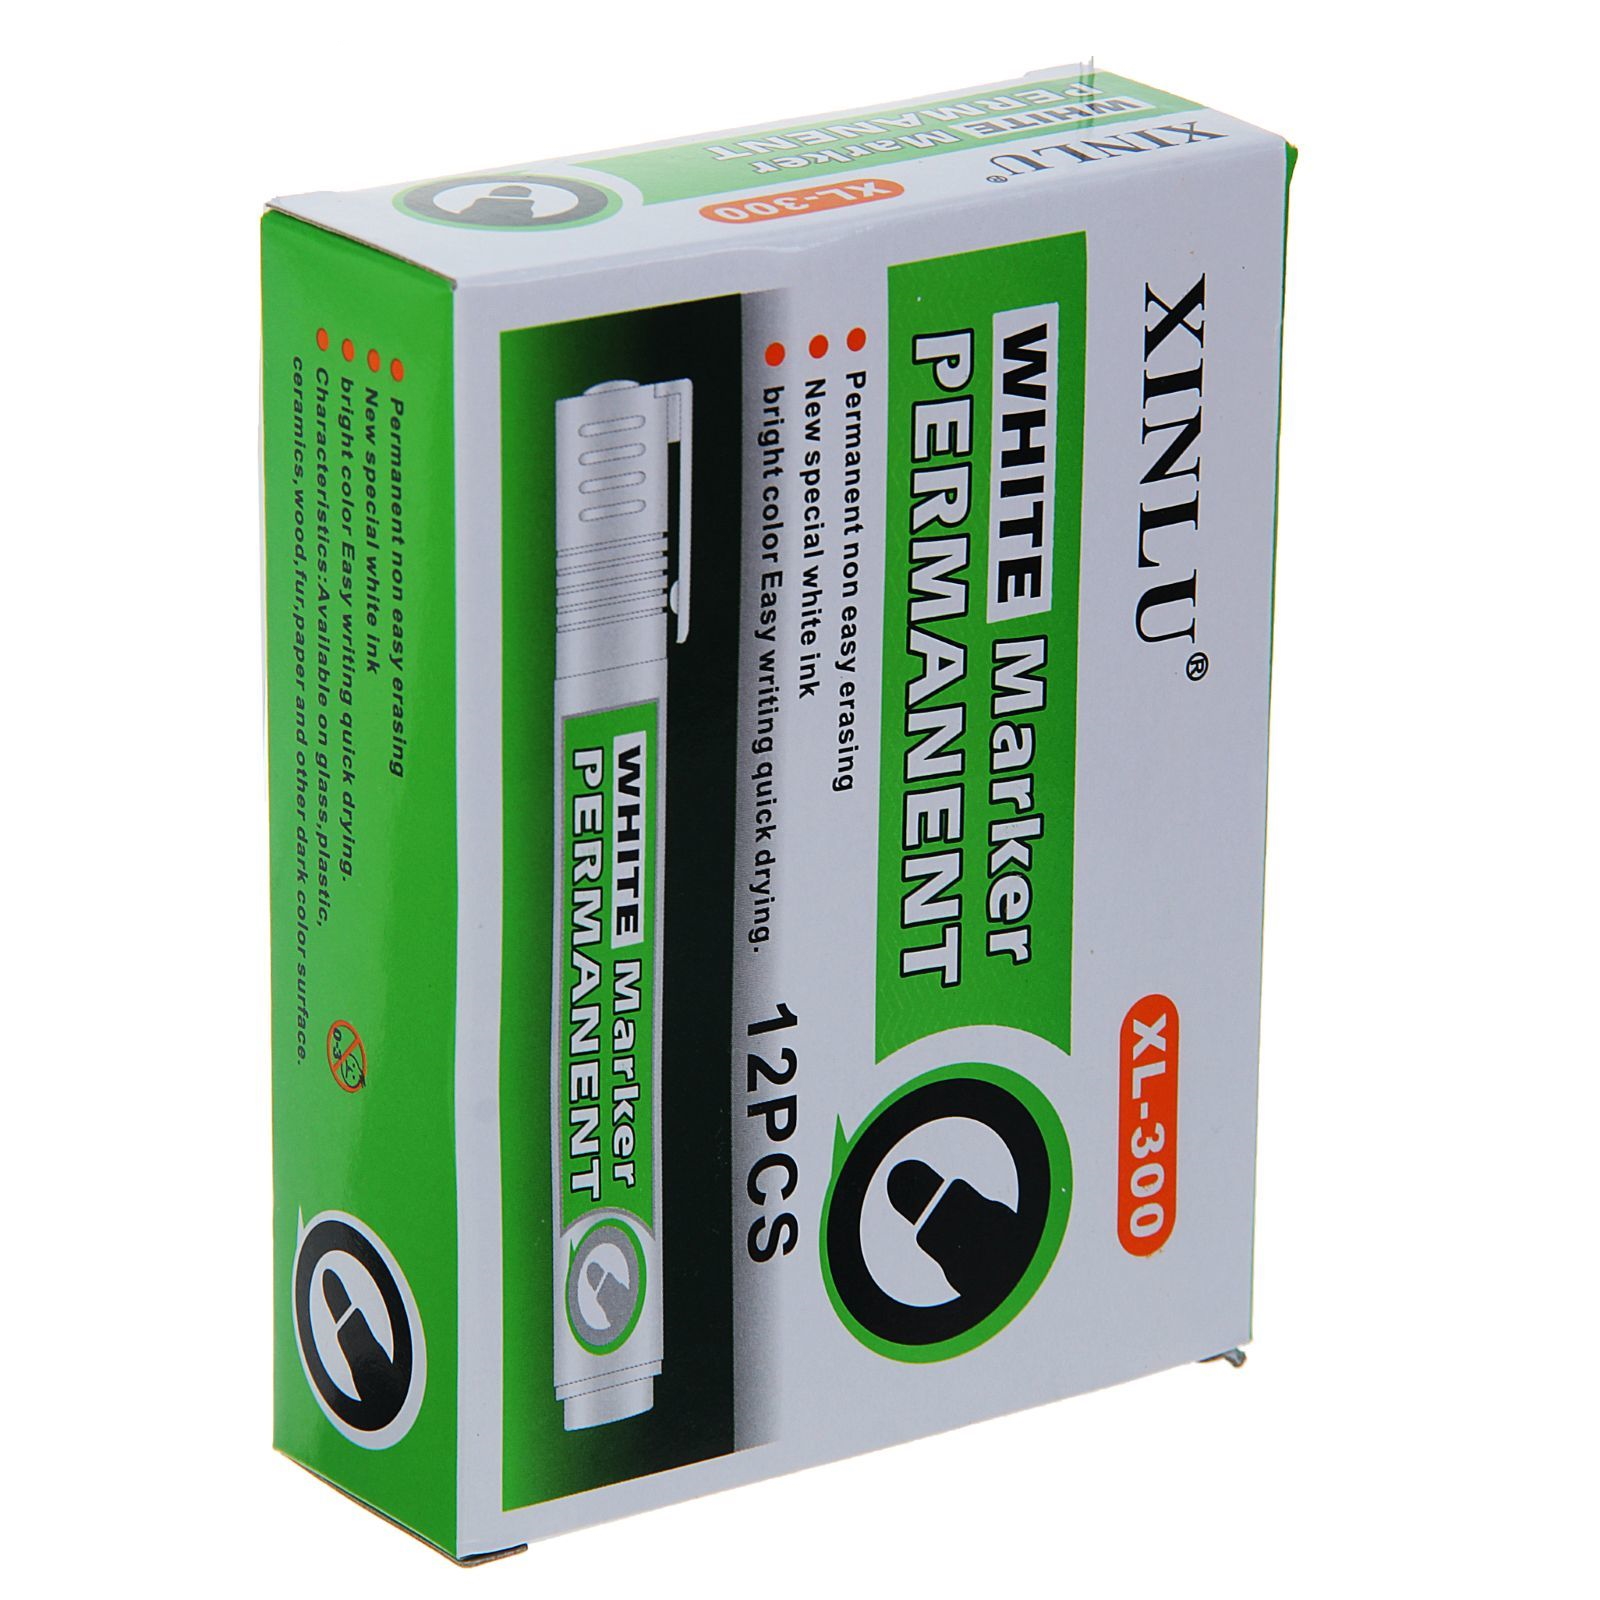 XINLU®
WHITE Marker
PERMANENT
XL-300
XINLU®
XL-300
WHITE Marker
PERMANENT
Permanent non easy erasing
New special white ink
bright color Easy writing quick drying.
12PCS
WHITE Marker
PERMANENT
Permanent non easy erasing
New special white ink
bright color Easy writing quick drying.
Characteristics:Available on glass,plastic,
ceramics,wood,fur,paper and other dark color surface.
0-3